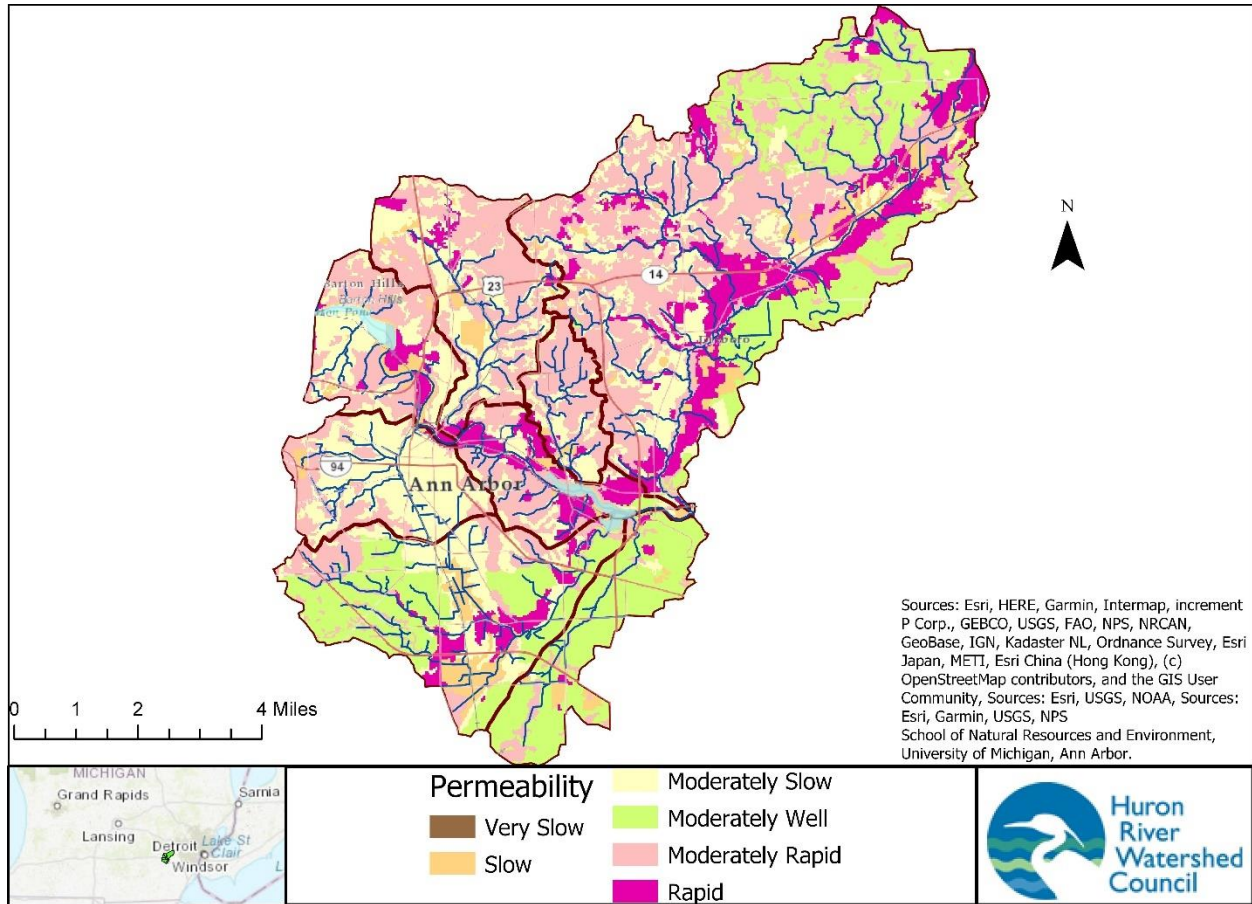 N
14
23
Barton Hills
Barton Hills
Pond
94
Ann Arbor
0 1 2 4 Miles
Sources: Esri, HERE, Garmin, Intermap, increment
P Corp., GEBCO, USGS, FAO, NPS, NRCAN,
GeoBase, IGN, Kadaster NL, Ordnance Survey, Esri
Japan, METI, Esri China (Hong Kong), (c)
OpenStreetMap contributors, and the GIS User
Community, Sources: Esri, USGS, NOAA, Sources:
Esri, Garmin, USGS, NPS
School of Natural Resources and Environment,
University of Michigan, Ann Arbor.
MICHIGAN
Grand Rapids
Sarnia
Lansing
Detroit
Lake St
Clair
Windsor
Permeability
Very Slow
Slow
Moderately Slow
Moderately Well
Moderately Rapid
Rapid
Huron
River
Watershed
Council